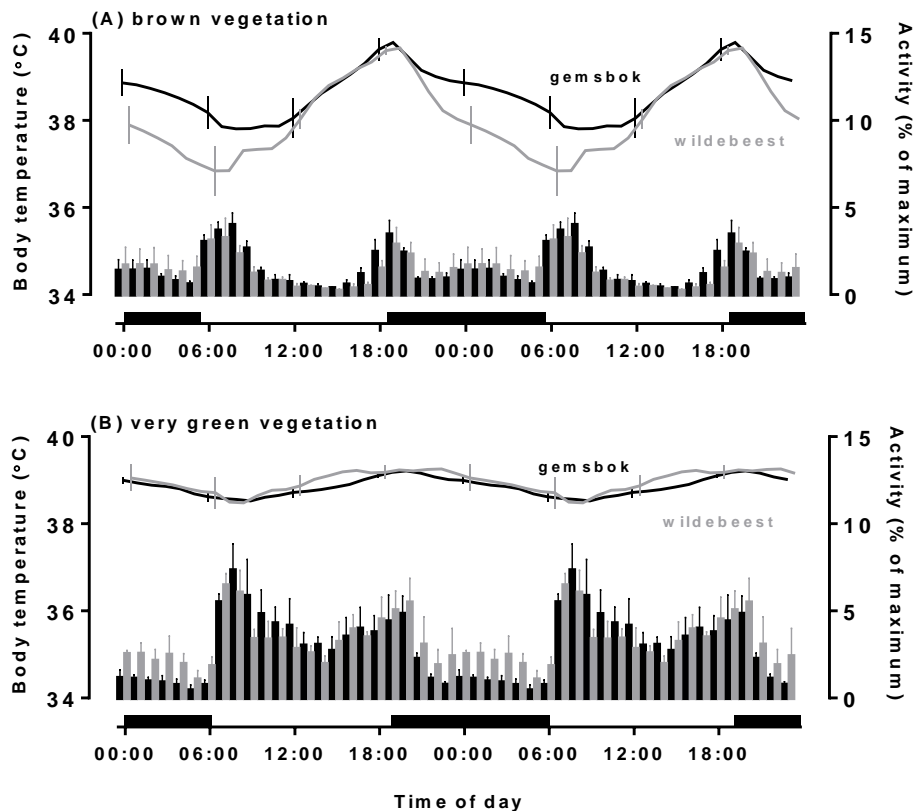 (A) brown vegetation
Body temperature (°C)
40
38
36
34
gemsbok
wildebeest
15
10
5
0
Activity (% of maximum)
00:00 06:00 12:00 18:00 00:00 06:00 12:00 18:00
(B) very green vegetation
Body temperature (°C)
40
38
36
34
gemsbok
wildebeest
15
10
5
0
Activity (% of maximum)
00:00 06:00 12:00 18:00 00:00 06:00 12:00 18:00
Time of day